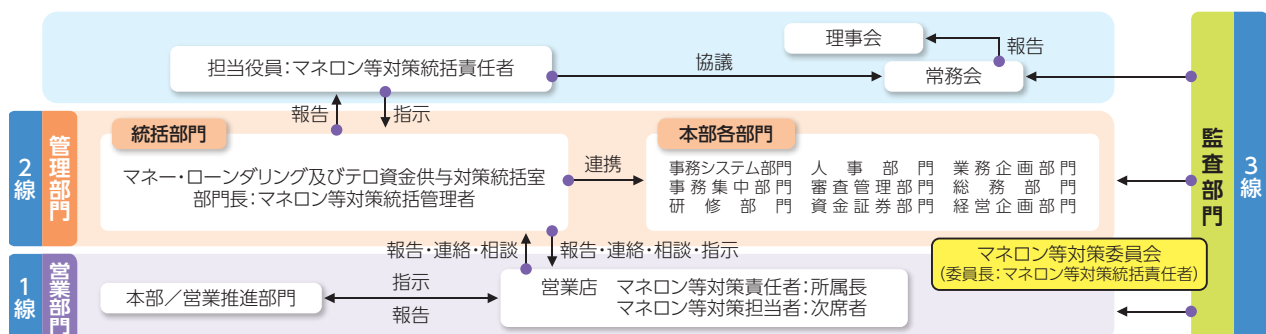 理事会
報告
担当役員：マネロン等対策統括責任者
協議
常務会
報告
指示
2線
管理部門
統括部門
マネー・ローンダリング及びテロ資金供与対策統括室
部門長：マネロン等対策統括管理者
連携
本部各部門
事務システム部門 人事部門 業務企画部門
事務集中部門 審査管理部門 総務部門
研修部門 資金証券部門 経営企画部門
監査部門
3線
報告・連絡・相談
報告・連絡・相談・指示
マネロン等対策委員会
（委員長：マネロン等対策統括責任者）
1線
営業部門
本部／営業推進部門
指示
報告
営業店 マネロン等対策責任者：所属長
マネロン等対策担当者：次席者